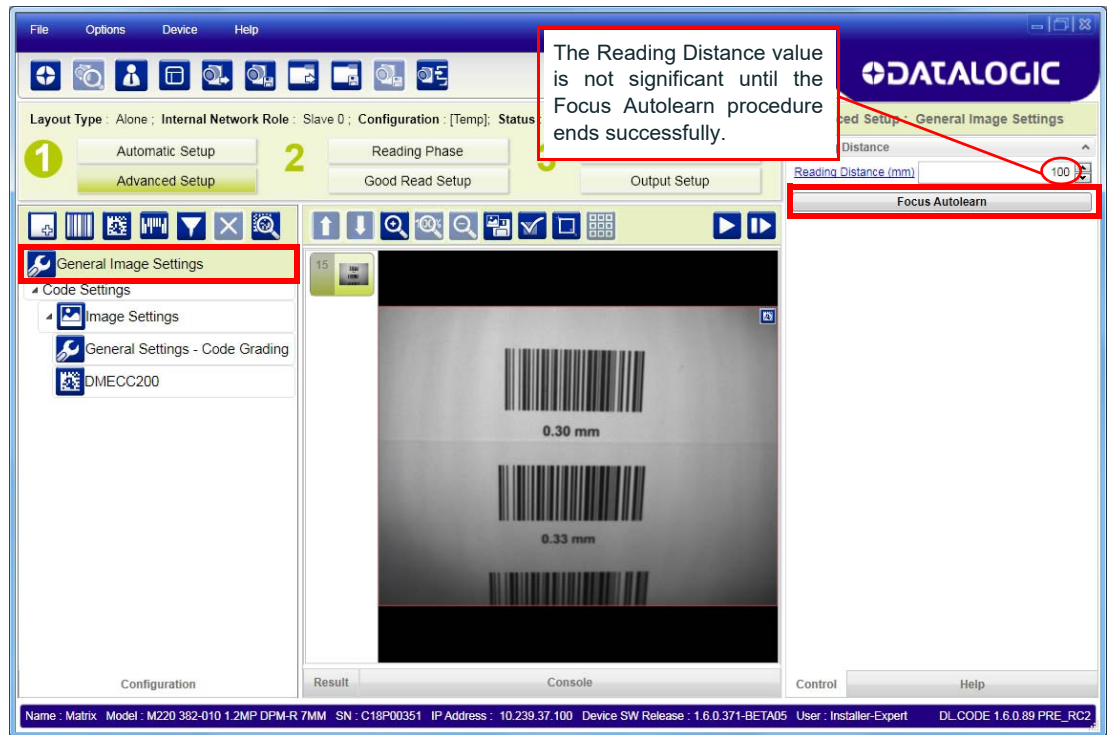 File Options Device Help
The Reading Distance value
is not significant until the
Focus Autolearn procedure
ends successfully.
DATALOGIC
Layout Type : Alone ; Internal Network Role : Slave 0 ; Configuration : [Temp]; Status
ced Setup : General Image Settings
1 Automatic Setup 2 Reading Phase
Advanced Setup Good Read Setup Output Setup
Distance
Reading Distance (mm) 100
Focus Autolearn
General Image Settings
Code Settings
Image Settings
General Settings - Code Grading
DMECC200
15
0.30 mm
0.33 mm
Configuration Result Console Control Help
Name : Matrix Model : M220 382-010 1.2MP DPM-R 7MM SN : C18P00351 IP Address : 10.239.37.100 Device SW Release : 1.6.0.371-BETA05 User : Installer-Expert DL.CODE 1.6.0.89 PRE_RC2